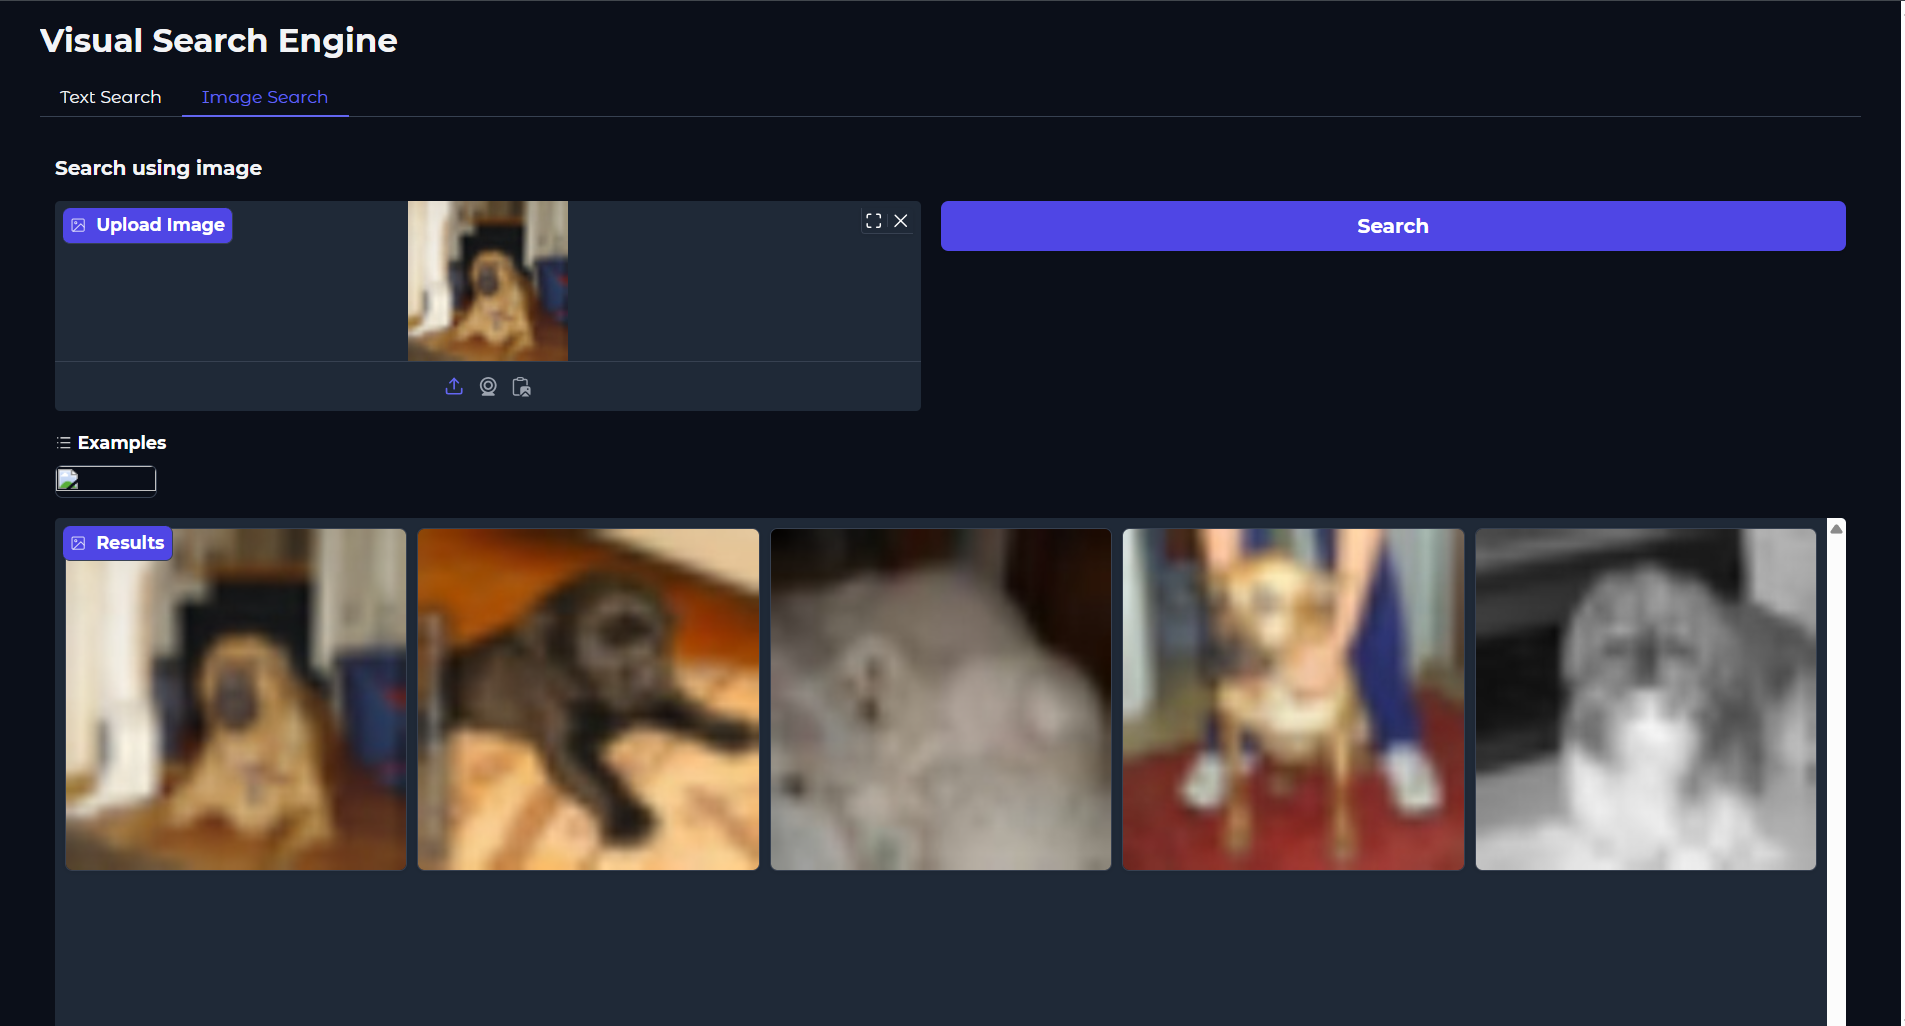 Visual Search Engine
Text Search
Image Search
Search using image
Upload Image
Search
Examples
Results